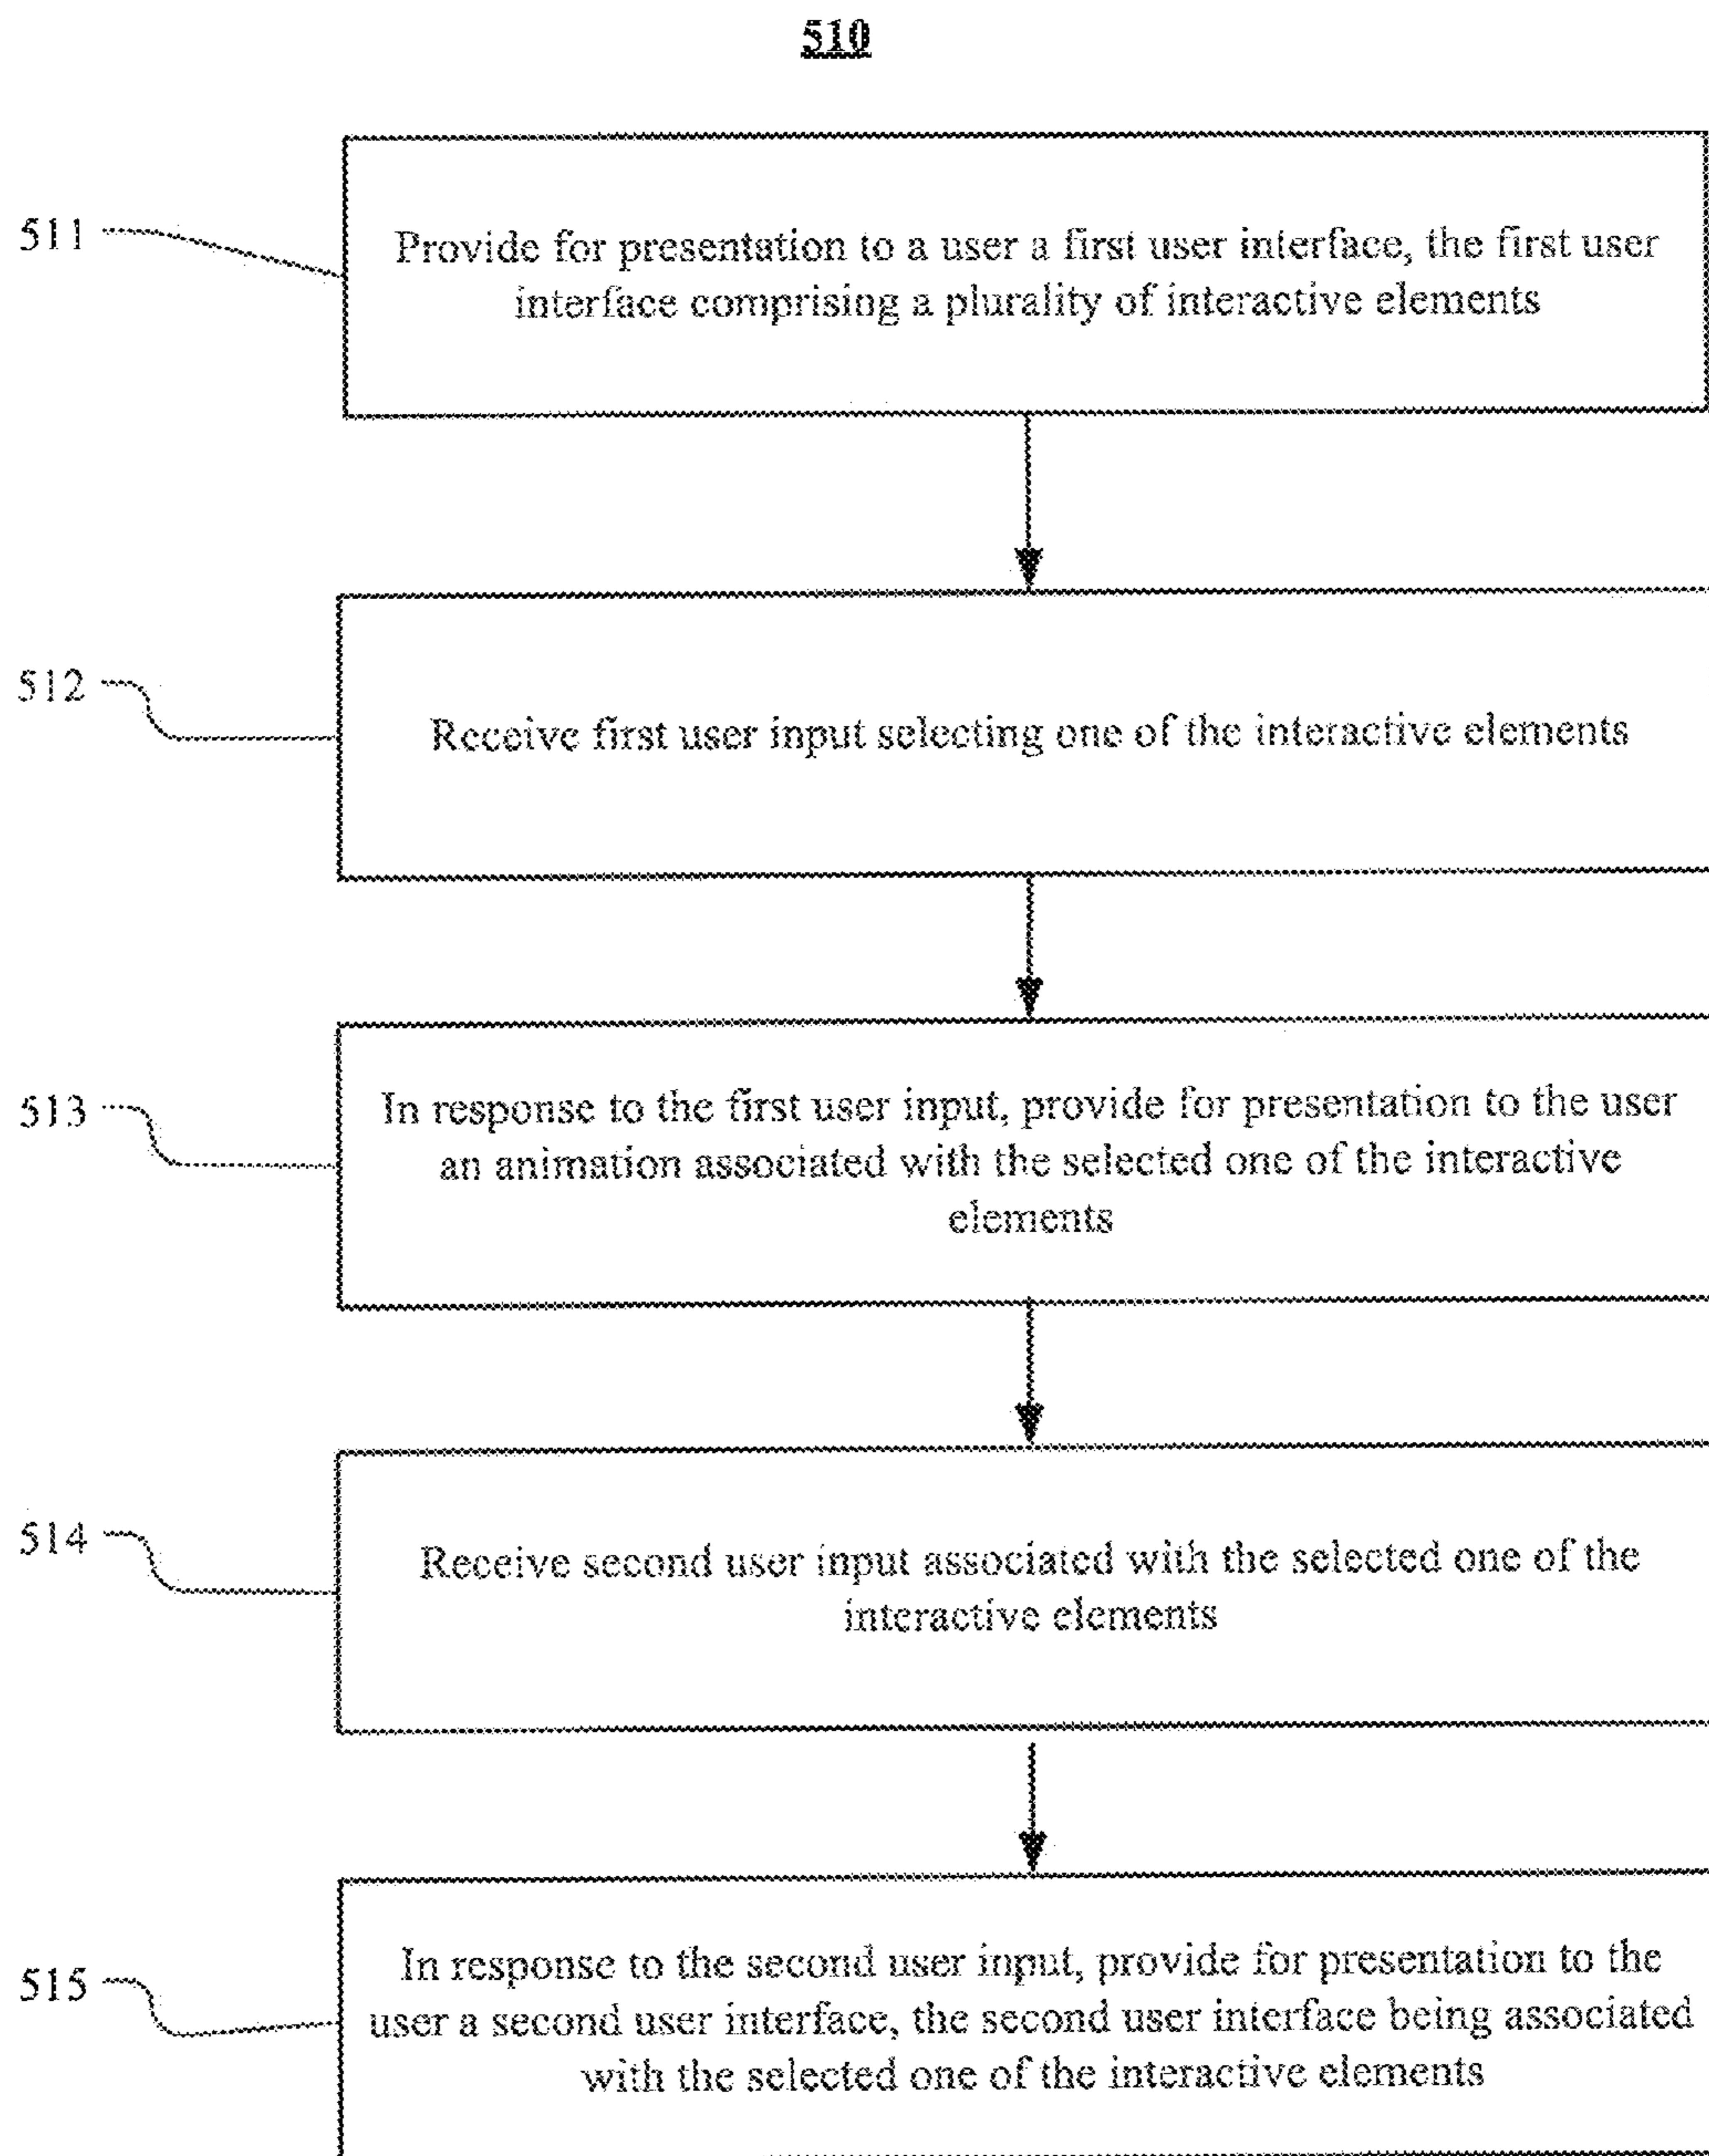 510
511
Provide for presentation to a user a first user interface, the first user
interface comprising a plurality of interactive elements
512
Receive first user input selecting one of the interactive elements
513
In response to the first user input, provide for presentation to the user
an animation associated with the selected one of the interactive
elements
514
Receive second user input associated with the selected one of the
interactive elements
515
In response to the second user input, provide for presentation to the
user a second user interface, the second user interface being associated
with the selected one of the interactive elements